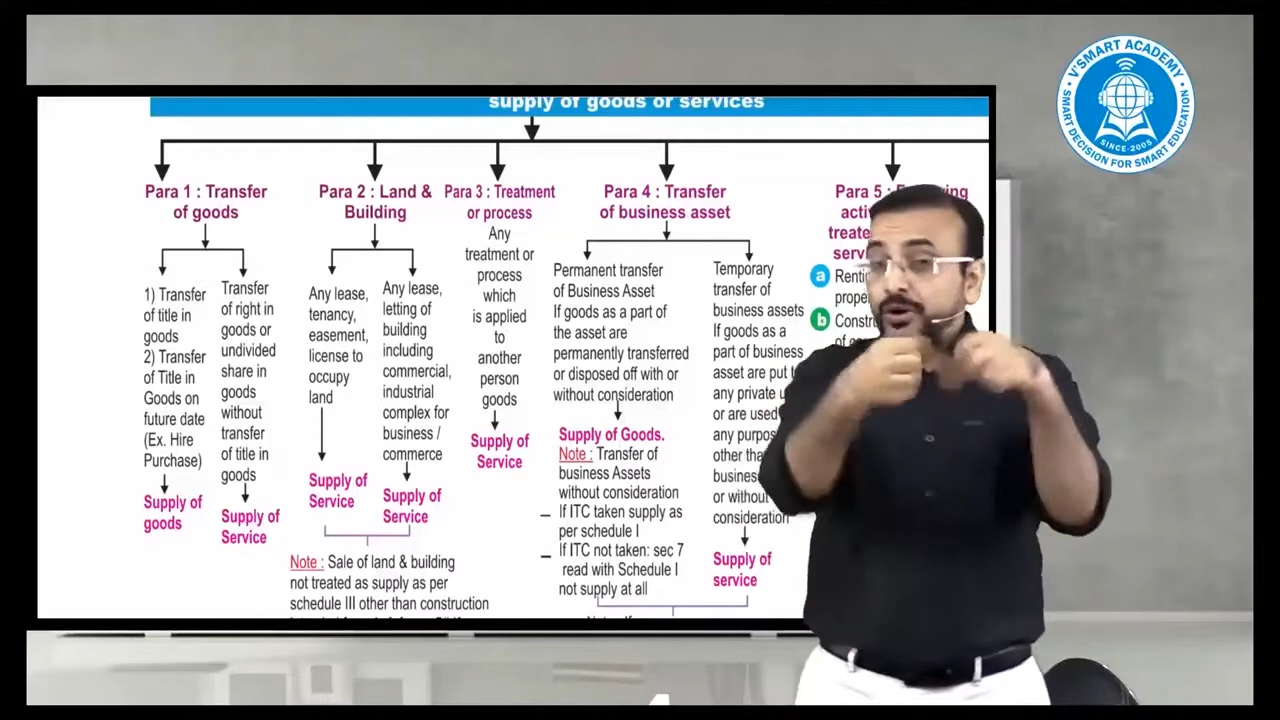 supply of goods or services
Para 1 : Transfer
of goods
1) Transfer
of title in
goods
2) Transfer
of Title in
Goods on
future date
(Ex. Hire
Purchase)
Supply of
goods
Transfer
of right in
goods or
undivided
share in
goods
without
transfer
of title in
goods
Supply of
Service
Para 2 : Land &
Building
Any lease,
tenancy,
easement,
license to
occupy
land
Supply of
Service
Any lease,
letting of
building
including
commercial,
industrial
complex for
business /
commerce
Supply of
Service
Note : Sale of land & building
not treated as supply as per
schedule III other than construction
Para 3 : Treatment
or process
Any
treatment or
process
which
is applied
to
another
person
goods
Supply of
Service
Para 4 : Transfer
of business asset
Permanent transfer
of Business Asset
If goods as a part of
the asset are
permanently transferred
or disposed off with or
without consideration
Supply of Goods.
Note : Transfer of
business Assets
without consideration
– If ITC taken supply as
per schedule I
– If ITC not taken: sec 7
read with Schedule I
not supply at all
Temporary
transfer of
business assets
If goods as a
part of business
asset are put
any private
or are used
any
other
or without
consideration
Supply of
service
Para 5 :
a
b
V'SMART ACADEMY
SMART DECISION FOR SMART EDUCATION
SINCE-2005